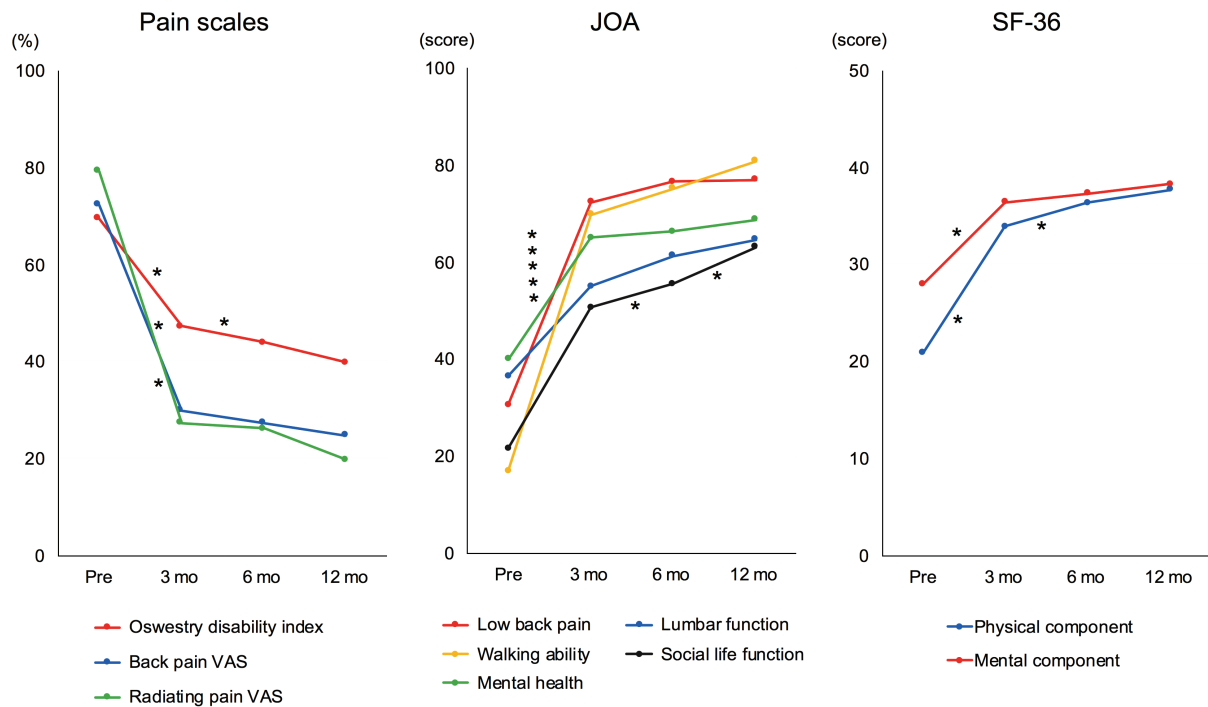 Pain scales
(%)
100
80
60
40
20
0
*
*
*
*
Pre 3 mo 6 mo 12 mo
Oswestry disability index
Back pain VAS
Radiating pain VAS
JOA
(score)
100
80
60
40
20
0
*
*
*
*
*
*
*
Pre 3 mo 6 mo 12 mo
Low back pain Lumbar function
Walking ability Social life function
Mental health
SF-36
(score)
50
40
30
20
10
0
*
*
*
Pre 3 mo 6 mo 12 mo
Physical component
Mental component